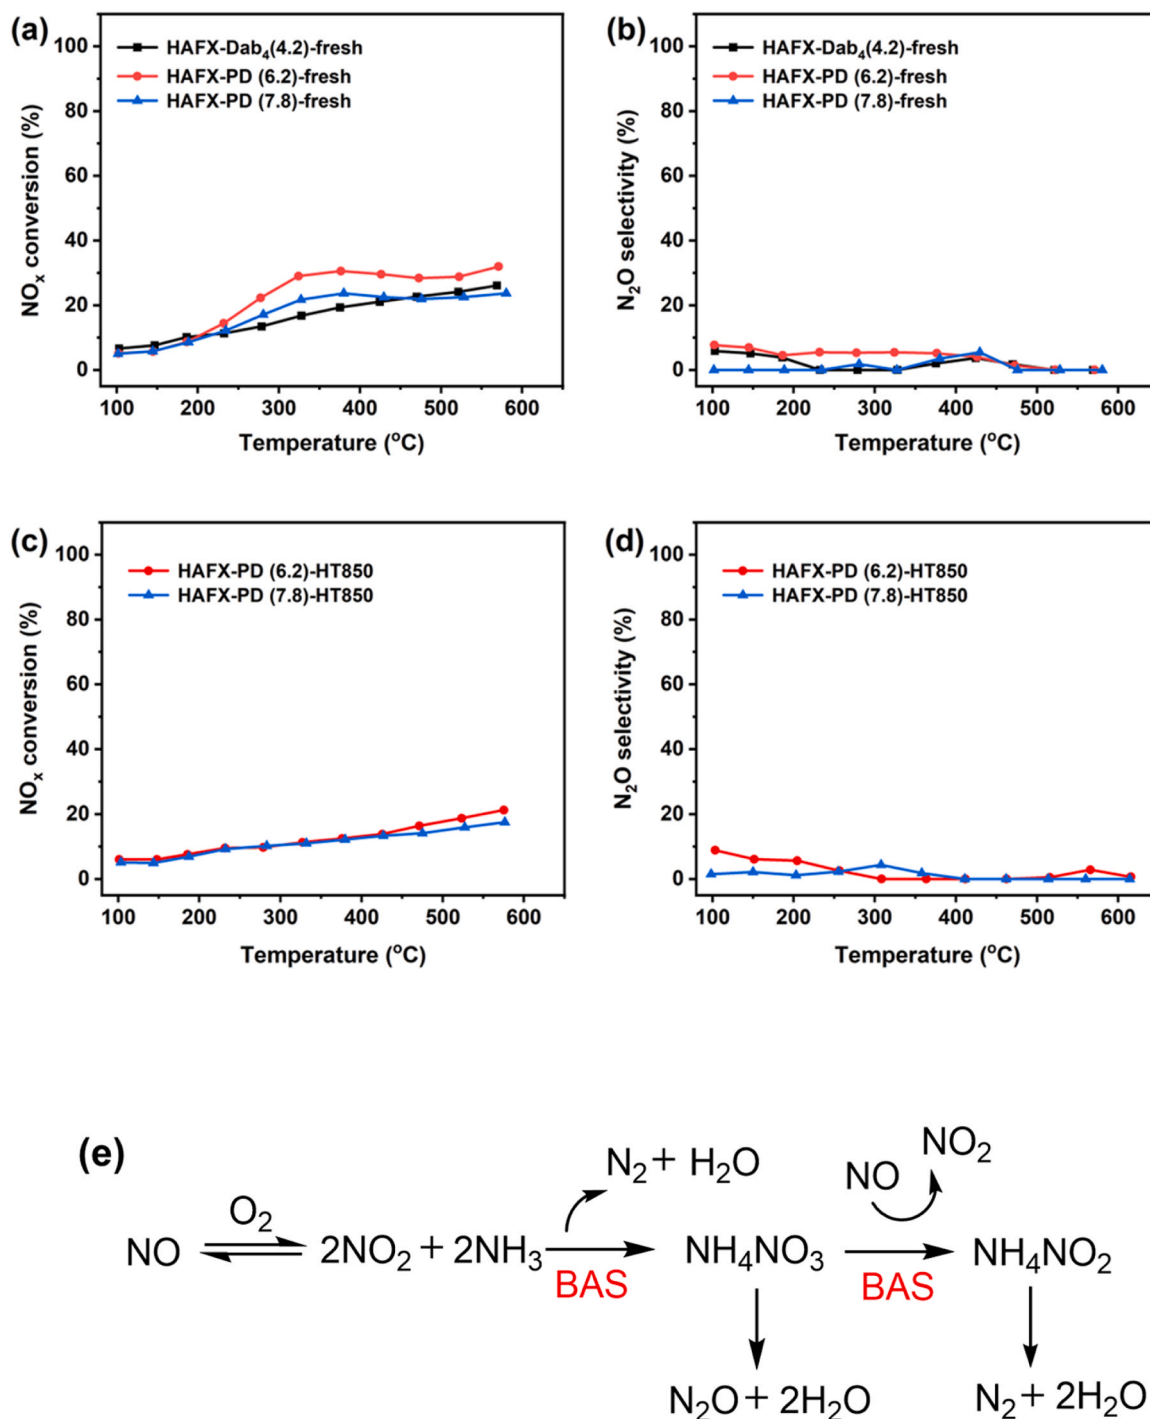 (a)
HAFX-Dab₄(4.2)-fresh
HAFX-PD (6.2)-fresh
HAFX-PD (7.8)-fresh
NOₓ conversion (%)
100
80
60
40
20
0
100 200 300 400 500 600
Temperature (°C)
(b)
HAFX-Dab₄(4.2)-fresh
HAFX-PD (6.2)-fresh
HAFX-PD (7.8)-fresh
N₂O selectivity (%)
100
80
60
40
20
0
100 200 300 400 500 600
Temperature (°C)
(c)
HAFX-PD (6.2)-HT850
HAFX-PD (7.8)-HT850
NOₓ conversion (%)
100
80
60
40
20
0
100 200 300 400 500 600
Temperature (°C)
(d)
HAFX-PD (6.2)-HT850
HAFX-PD (7.8)-HT850
N₂O selectivity (%)
100
80
60
40
20
0
100 200 300 400 500 600
Temperature (°C)
(e)
N₂ + H₂O
NO NO₂
O₂
NO ⇌ 2NO₂ + 2NH₃ → NH₄NO₃ → NH₄NO₂
BAS BAS
N₂O + 2H₂O N₂ + 2H₂O